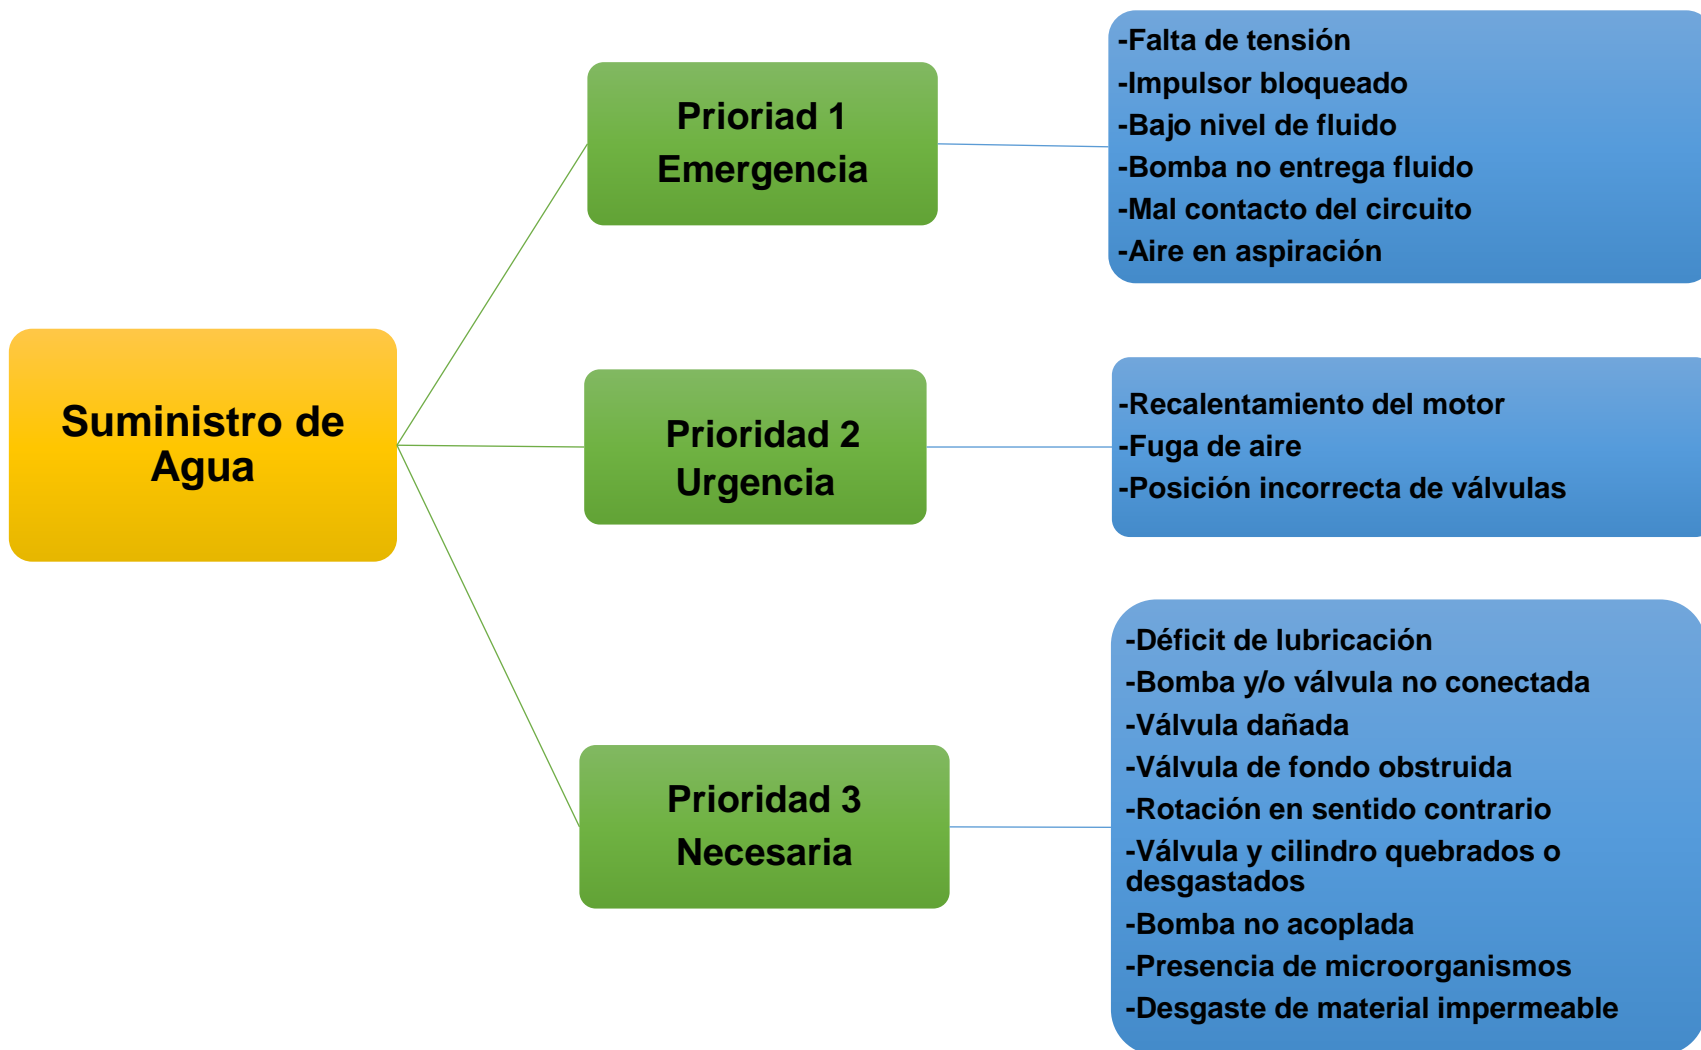 Suministro de
Agua
Prioriad 1
Emergencia
-Falta de tensión
-Impulsor bloqueado
-Bajo nivel de fluido
-Bomba no entrega fluido
-Mal contacto del circuito
-Aire en aspiración
Prioridad 2
Urgencia
-Recalentamiento del motor
-Fuga de aire
-Posición incorrecta de válvulas
Prioridad 3
Necesaria
-Déficit de lubricación
-Bomba y/o válvula no conectada
-Válvula dañada
-Válvula de fondo obstruida
-Rotación en sentido contrario
-Válvula y cilindro quebrados o
desgastados
-Bomba no acoplada
-Presencia de microorganismos
-Desgaste de material impermeable